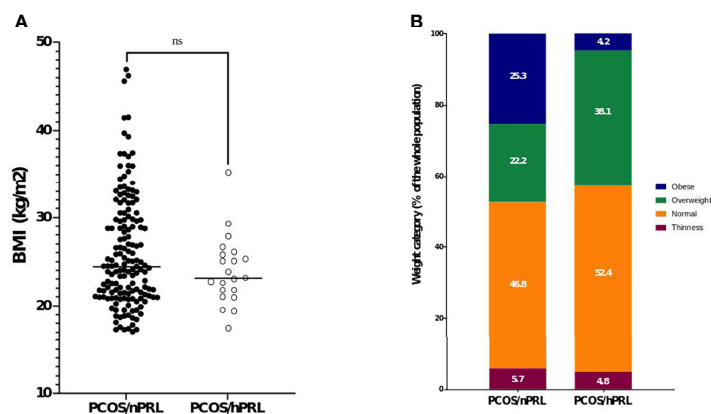 A
ns
50
40
30
20
10
BMI (kg/m2)
PCOS/nPRL
PCOS/hPRL
B
100
80
60
40
20
0
Weight category (% of the whole population)
25.3
22.2
46.8
5.7
4.2
38.1
52.4
4.8
PCOS/nPRL
PCOS/hPRL
Obese
Overweight
Normal
Thinness